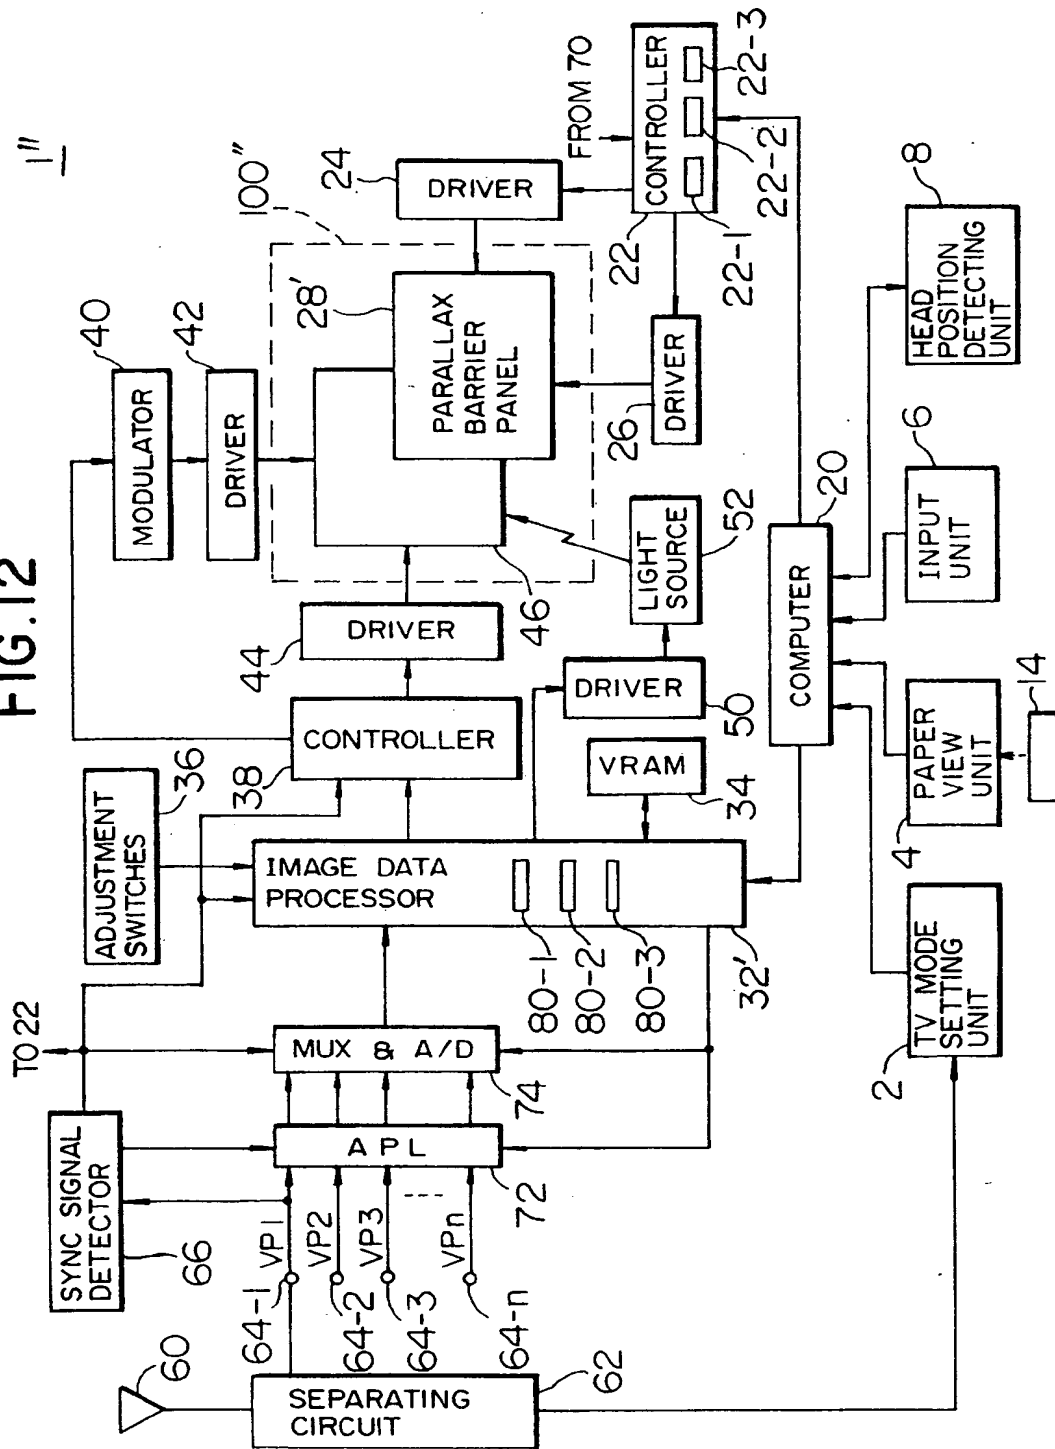 FIG.12
1"
60
SEPARATING
CIRCUIT
62
64-1
64-2
64-3
64-n
VP1
VP2
VP3
VPn
SYNC SIGNAL
DETECTOR
66
TO 22
APL
72
MUX & A/D
74
ADJUSTMENT
SWITCHES
36
IMAGE DATA
PROCESSOR
80-1
80-2
80-3
32'
VRAM
34
CONTROLLER
38
DRIVER
44
MODULATOR
40
DRIVER
42
100"
28'
PARALLAX
BARRIER
PANEL
46
DRIVER
50
LIGHT
SOURCE
52
DRIVER
24
DRIVER
26
FROM 70
CONTROLLER
22
22-1
22-2
22-3
COMPUTER
20
TV MODE
SETTING
UNIT
2
PAPER
VIEW
UNIT
4
14
INPUT
UNIT
6
HEAD
POSITION
DETECTING
UNIT
8